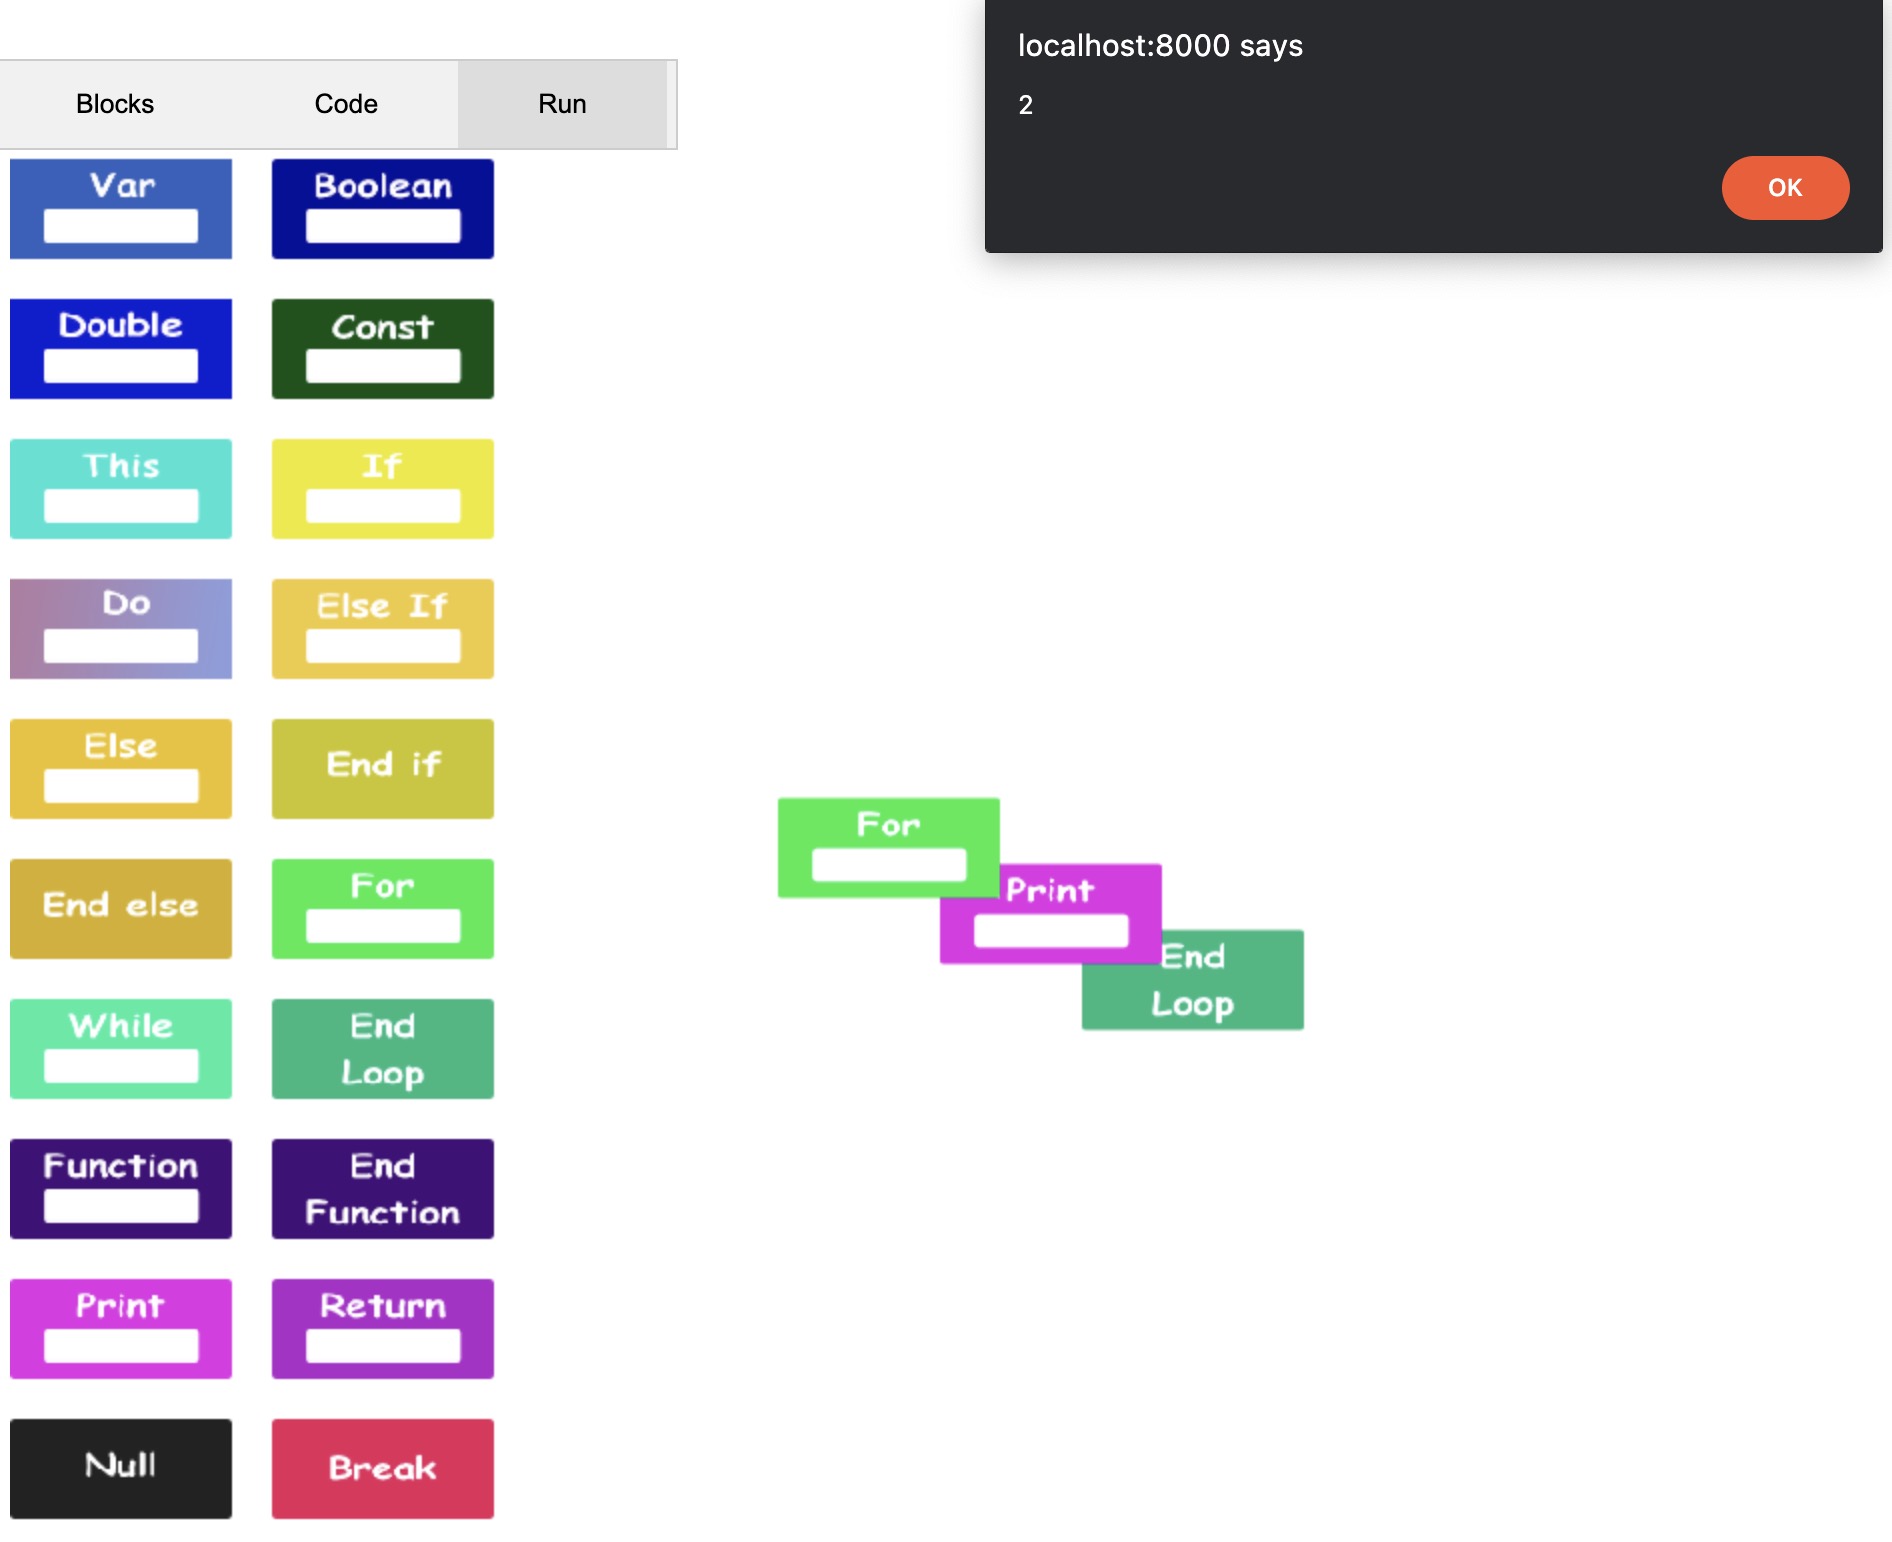 localhost:8000 says
2
OK
Blocks Code Run
Var Boolean
Double Const
This If
Do Else If
Else End if
End else For
While End
Loop
Function End
Function
Print Return
Null Break
For
Print
End
Loop